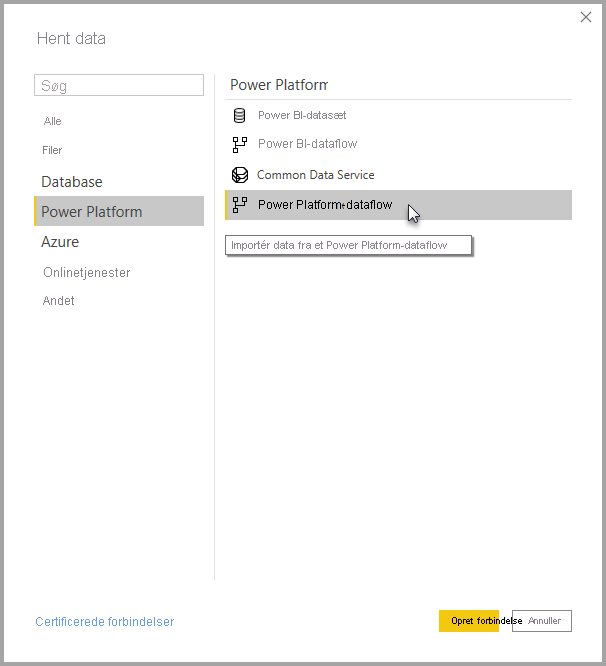 Hent data
Søg
Alle
Filer
Database
Power Platform
Azure
Onlinetjenester
Andet
Power Platform
Power BI-datasæt
Power BI-dataflow
Common Data Service
Power Platform-dataflow
Importér data fra et Power Platform-dataflow
Certificerede forbindelser
Opret forbindelse
Annuller